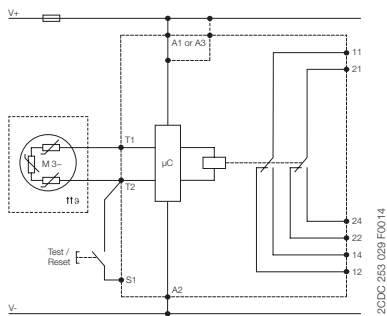 V+
A1 or A3
11
21
T1
M 3~
µC
T2
↑↑ϑ
24
22
Test /
Reset
14
S1
12
A2
V-
2CDC 253 029 F0014